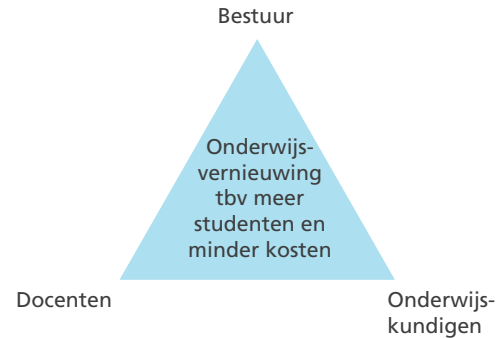 Bestuur
Onderwijs-
vernieuwing
tbv meer
studenten en
minder kosten
Docenten
Onderwijs-
kundigen